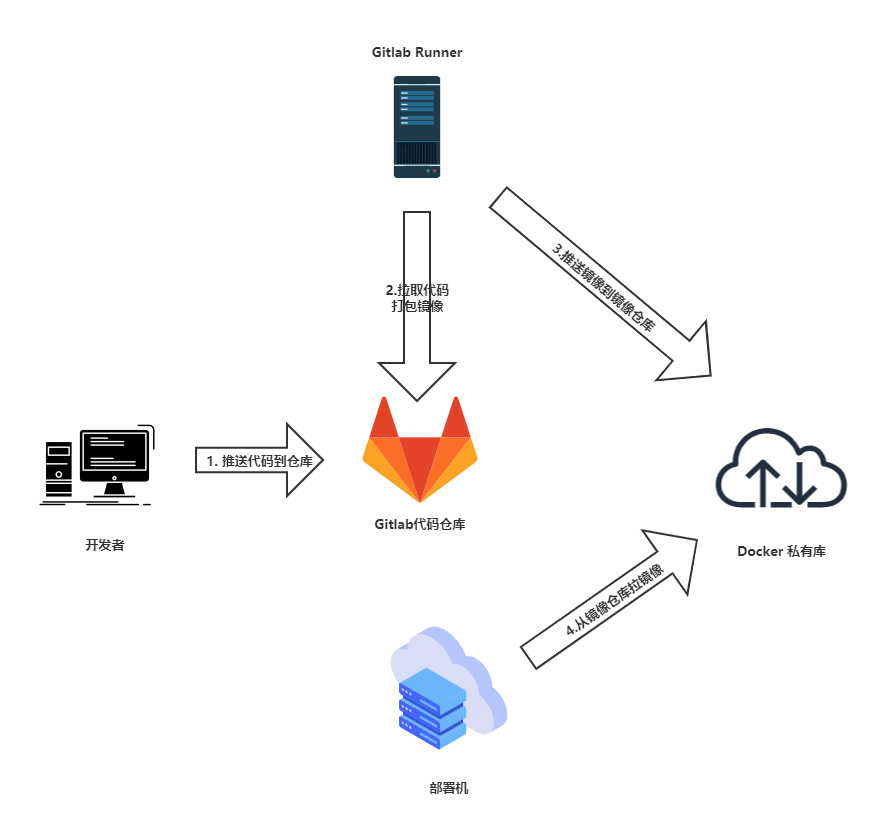 Gitlab Runner
2.拉取代码
打包镜像
3.推送镜像到镜像仓库
1. 推送代码到仓库
Gitlab代码仓库
开发者
Docker 私有库
4.从镜像仓库拉镜像
部署机